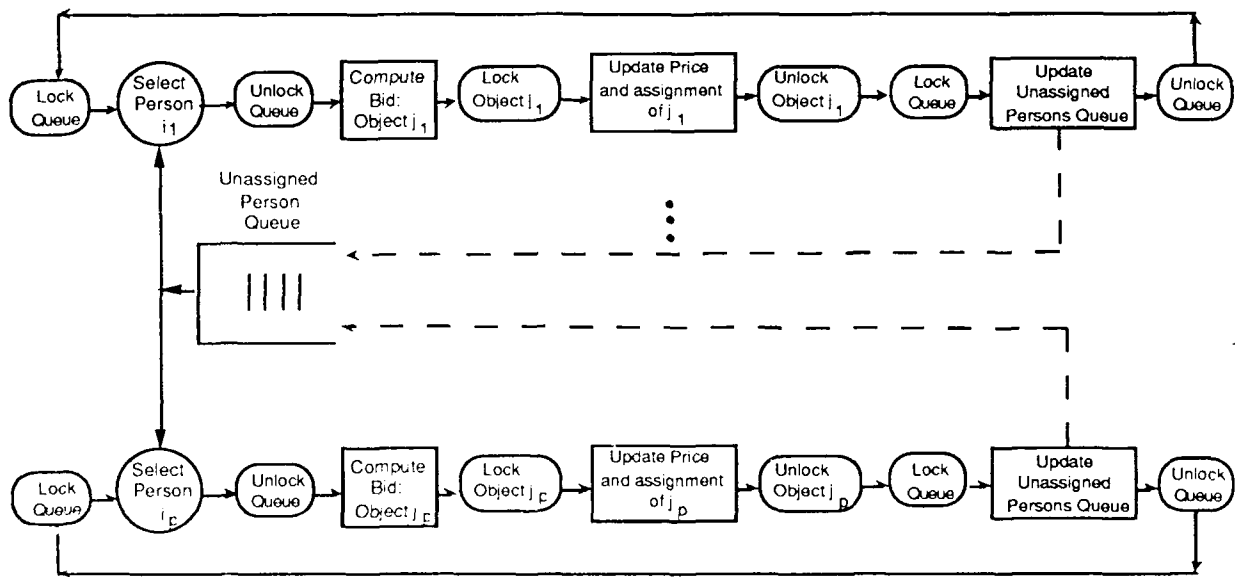 Lock
Queue
Select
Person
i1
Unlock
Queue
Compute
Bid:
Object j1
Lock
Object j1
Update Price
and assignment
of j1
Unlock
Object j1
Lock
Queue
Update
Unassigned
Persons Queue
Unlock
Queue
Unassigned
Person
Queue
Lock
Queue
Select
Person
ip
Unlock
Queue
Compute
Bid:
Object jp
Lock
Object jp
Update Price
and assignment
of jp
Unlock
Object jp
Lock
Queue
Update
Unassigned
Persons Queue
Unlock
Queue